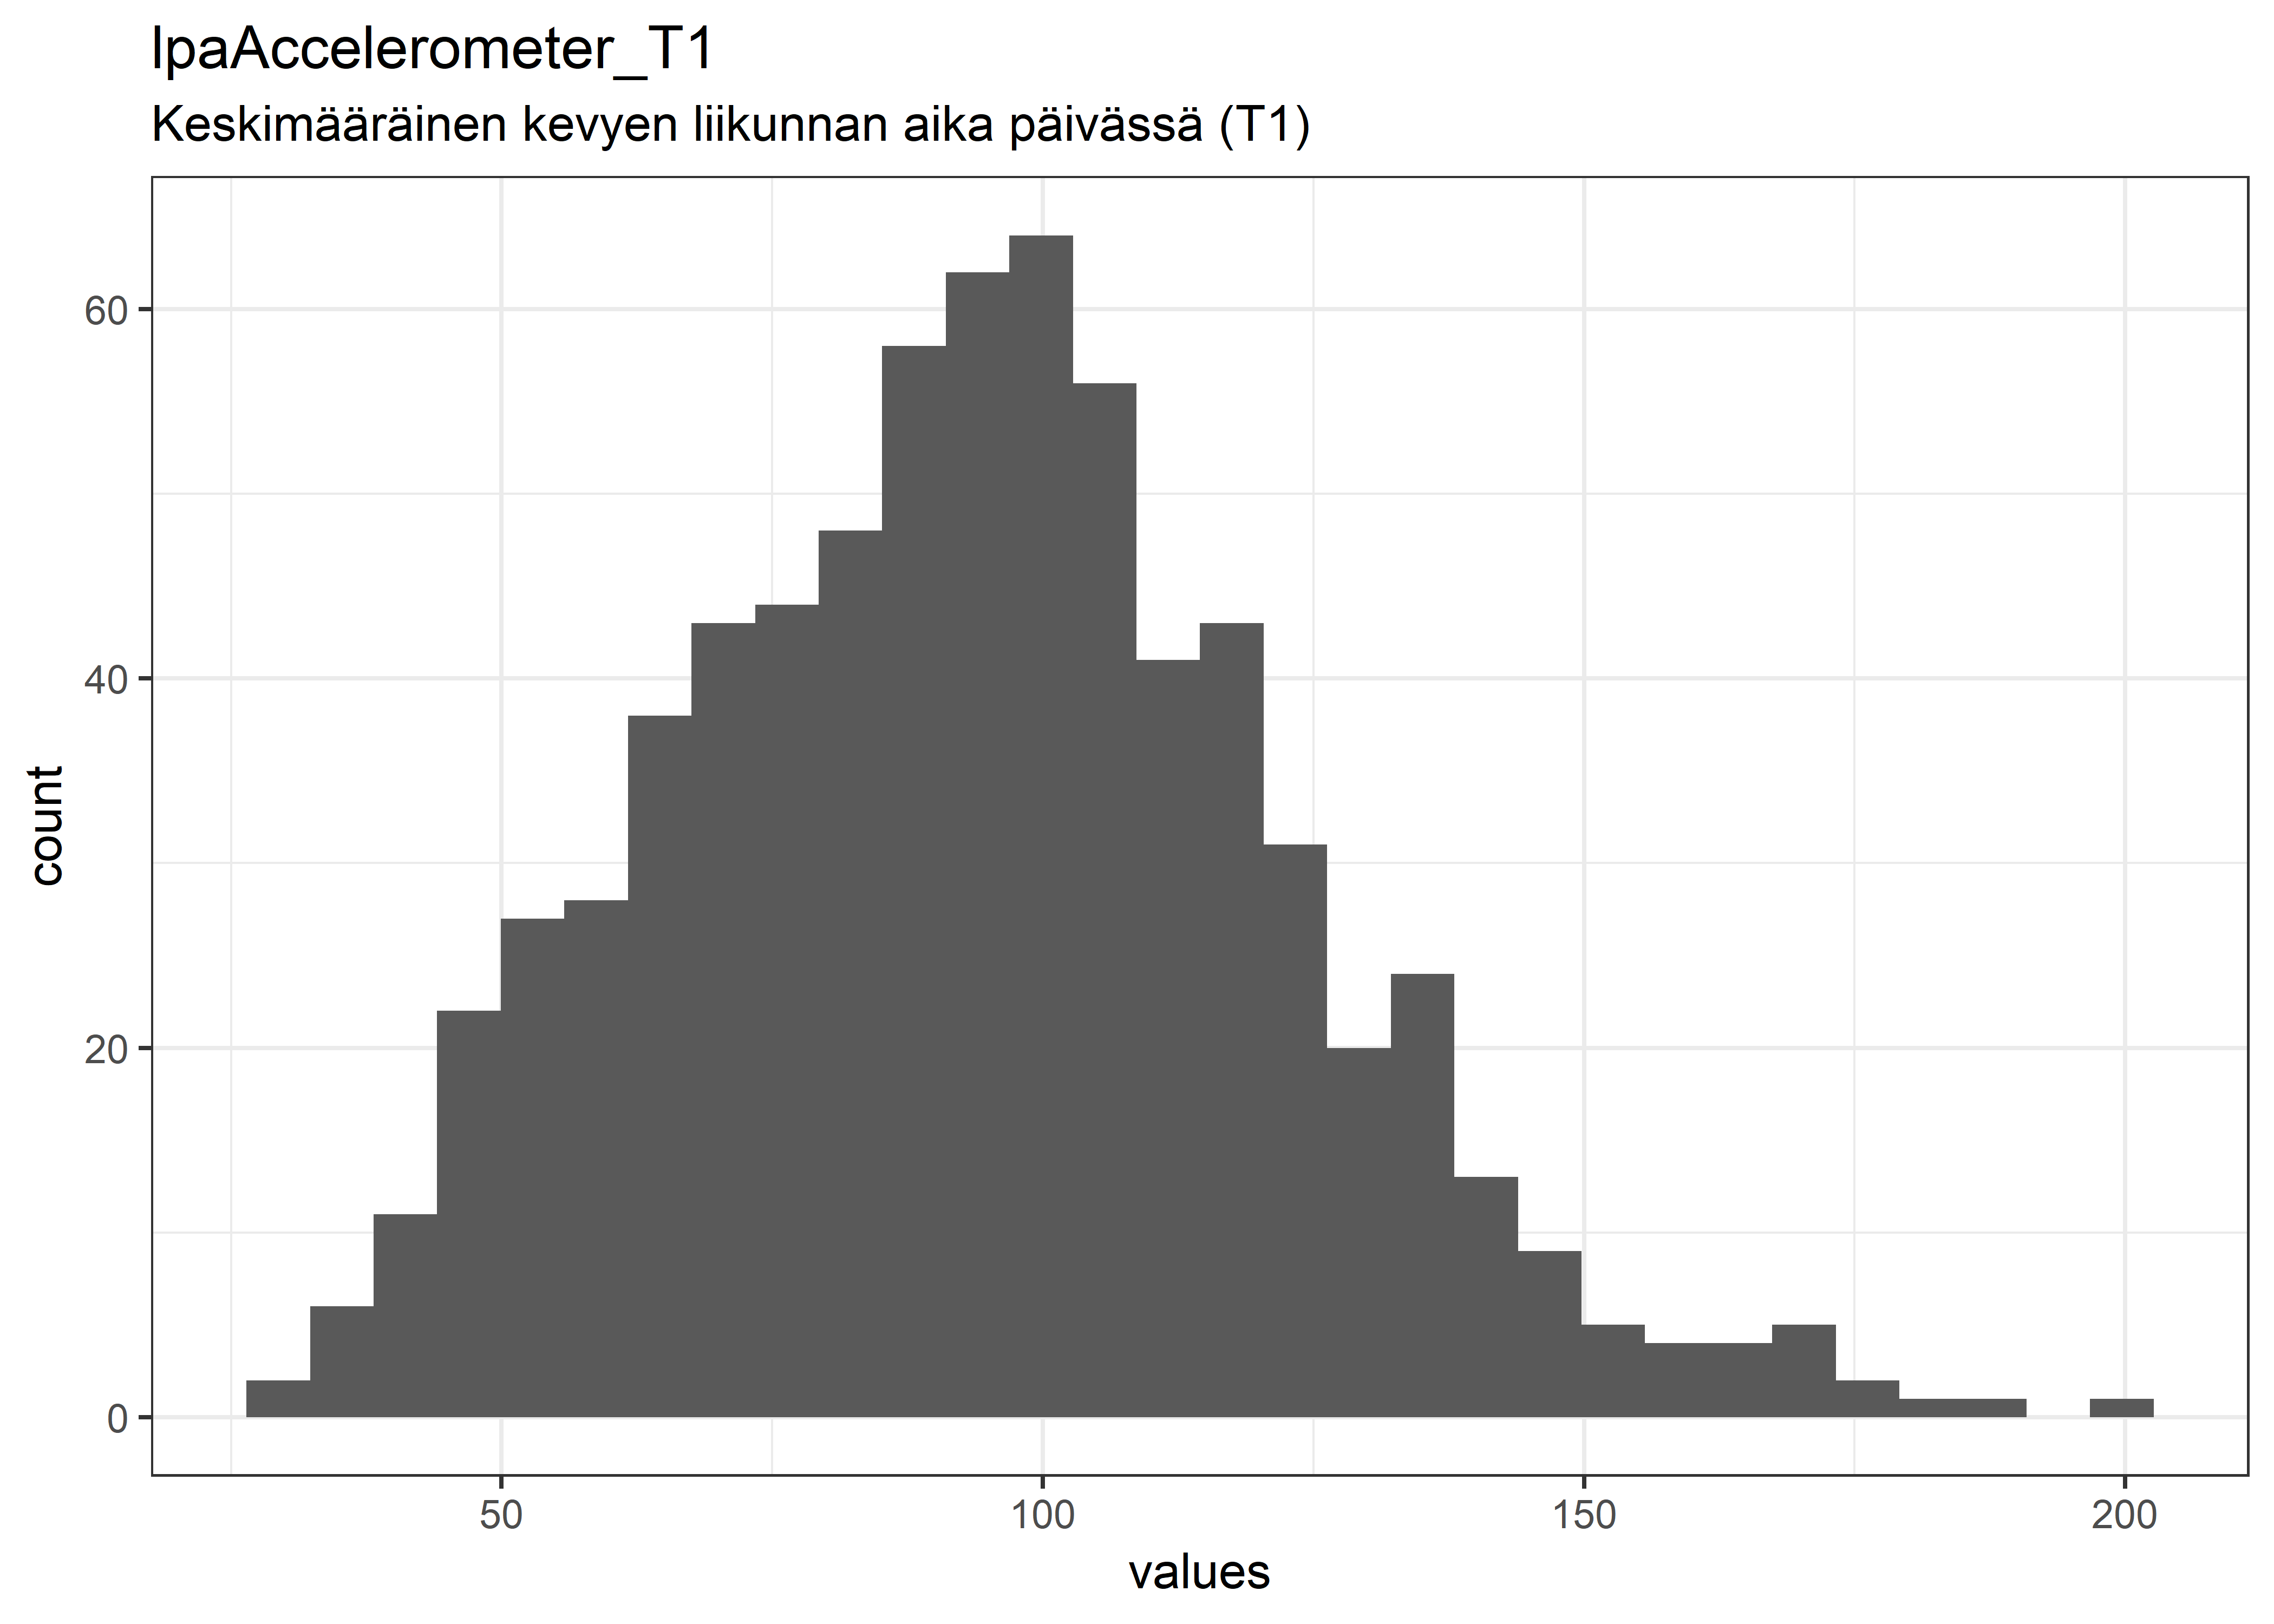 lpaAccelerometer_T1
Keskimääräinen kevyen liikunnan aika päivässä (T1)
60
40
20
0
count
50 100 150 200
values